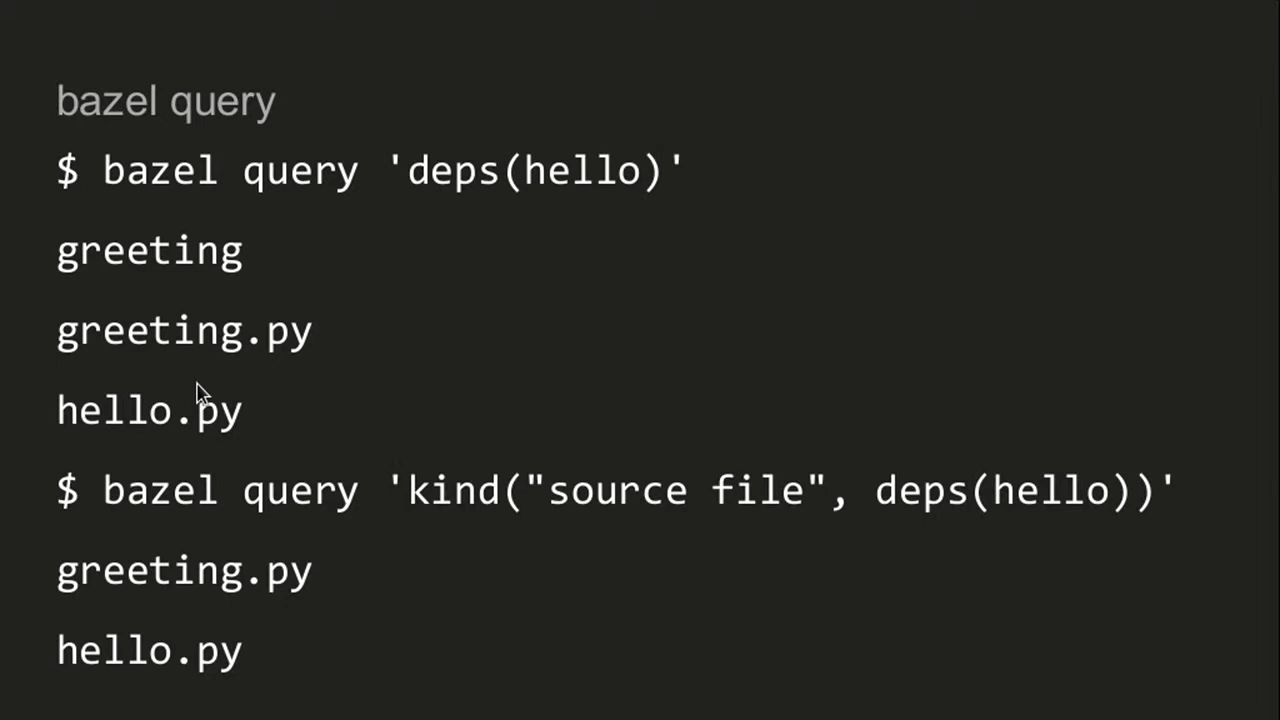 bazel query
$ bazel query 'deps(hello)'
greeting
greeting.py
hello.py
$ bazel query 'kind("source file", deps(hello))'
greeting.py
hello.py